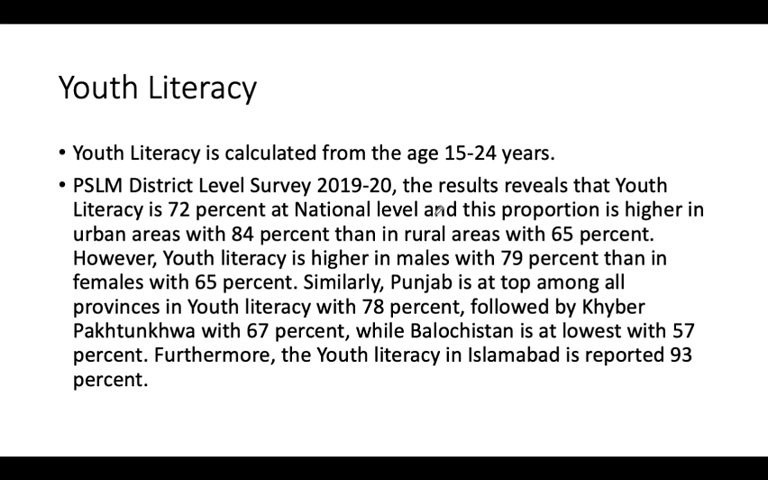 Youth Literacy
• Youth Literacy is calculated from the age 15-24 years.
• PSLM District Level Survey 2019-20, the results reveals that Youth
Literacy is 72 percent at National level and this proportion is higher in
urban areas with 84 percent than in rural areas with 65 percent.
However, Youth literacy is higher in males with 79 percent than in
females with 65 percent. Similarly, Punjab is at top among all
provinces in Youth literacy with 78 percent, followed by Khyber
Pakhtunkhwa with 67 percent, while Balochistan is at lowest with 57
percent. Furthermore, the Youth literacy in Islamabad is reported 93
percent.